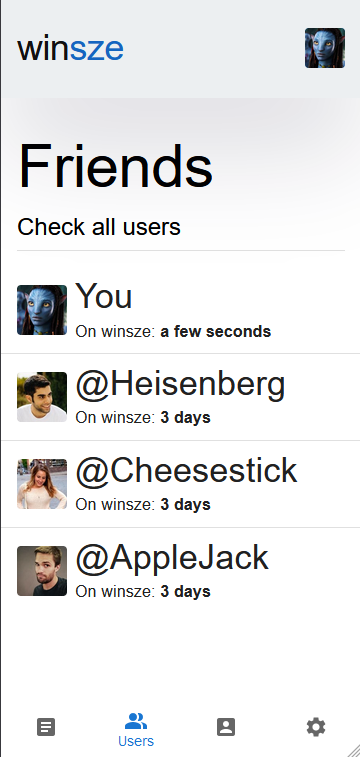 winsze
Friends
Check all users
You
On winsze: a few seconds
@Heisenberg
On winsze: 3 days
@Cheesestick
On winsze: 3 days
@AppleJack
On winsze: 3 days
Users